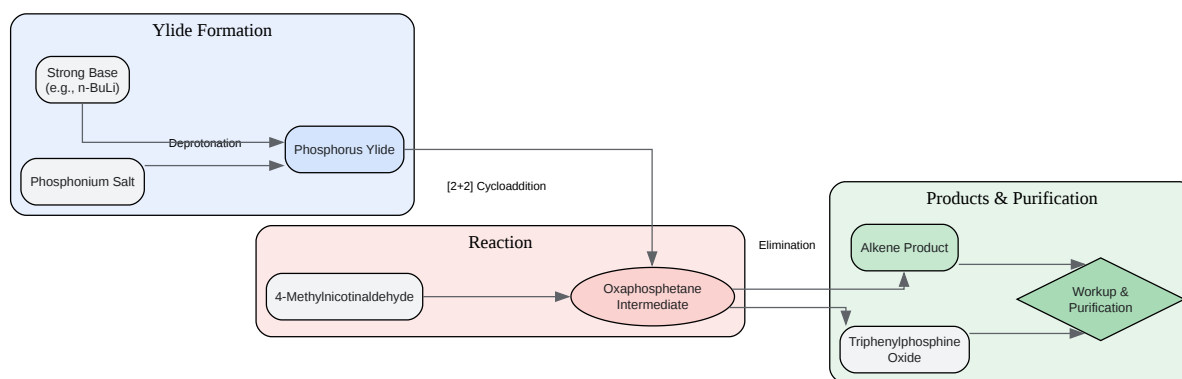 Ylide Formation
Strong Base
(e.g., n-BuLi)
Deprotonation
Phosphorus Ylide
Phosphonium Salt
[2+2] Cycloaddition
Reaction
4-Methylnicotinaldehyde
Oxaphosphetane
Intermediate
Elimination
Products & Purification
Alkene Product
Workup &
Purification
Triphenylphosphine
Oxide